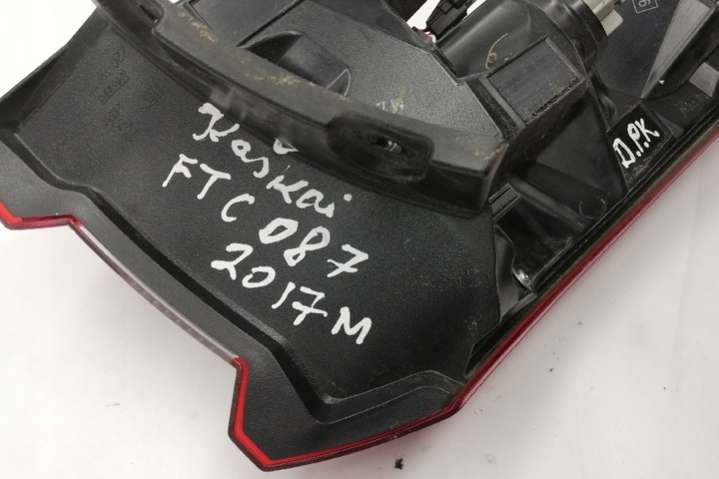 Kaskai
FTC 087
2017M
D.P.K.